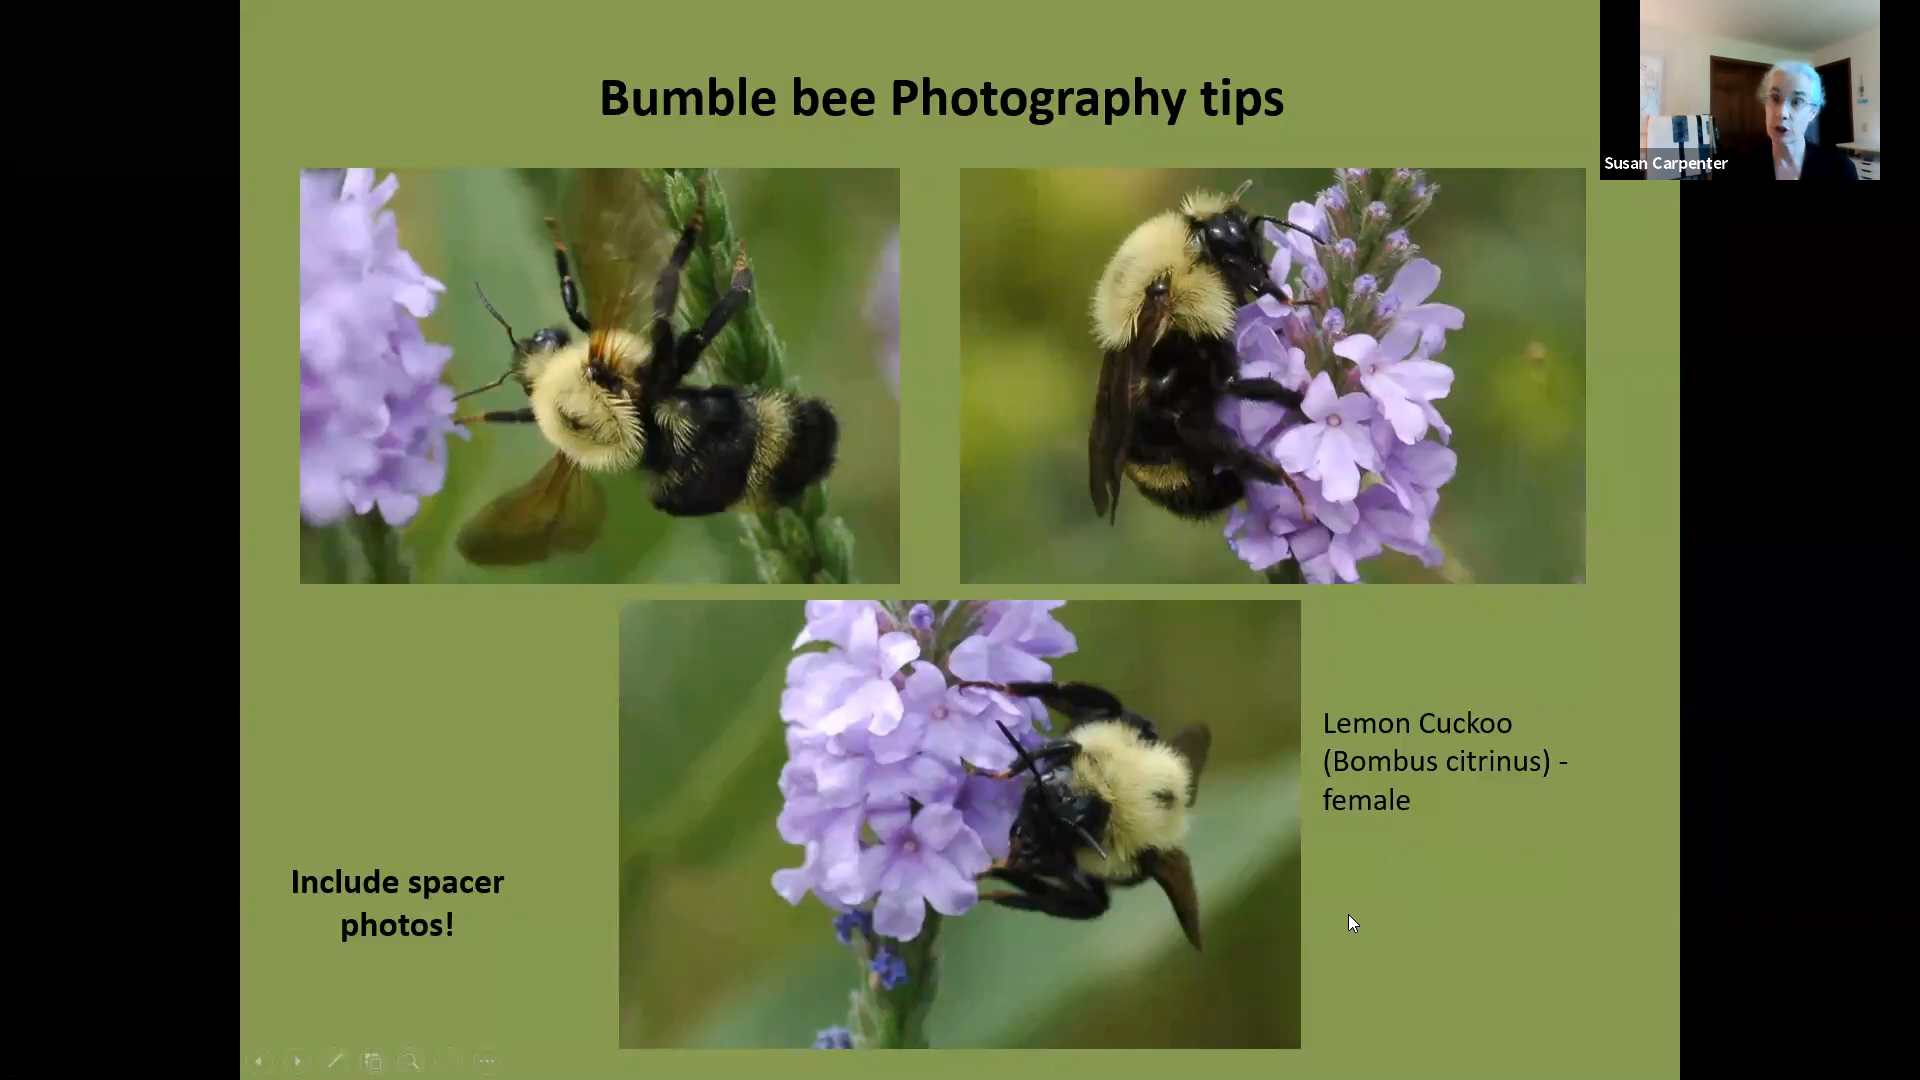 Bumble bee Photography tips
Susan Carpenter
Lemon Cuckoo
(Bombus citrinus) -
female
Include spacer
photos!